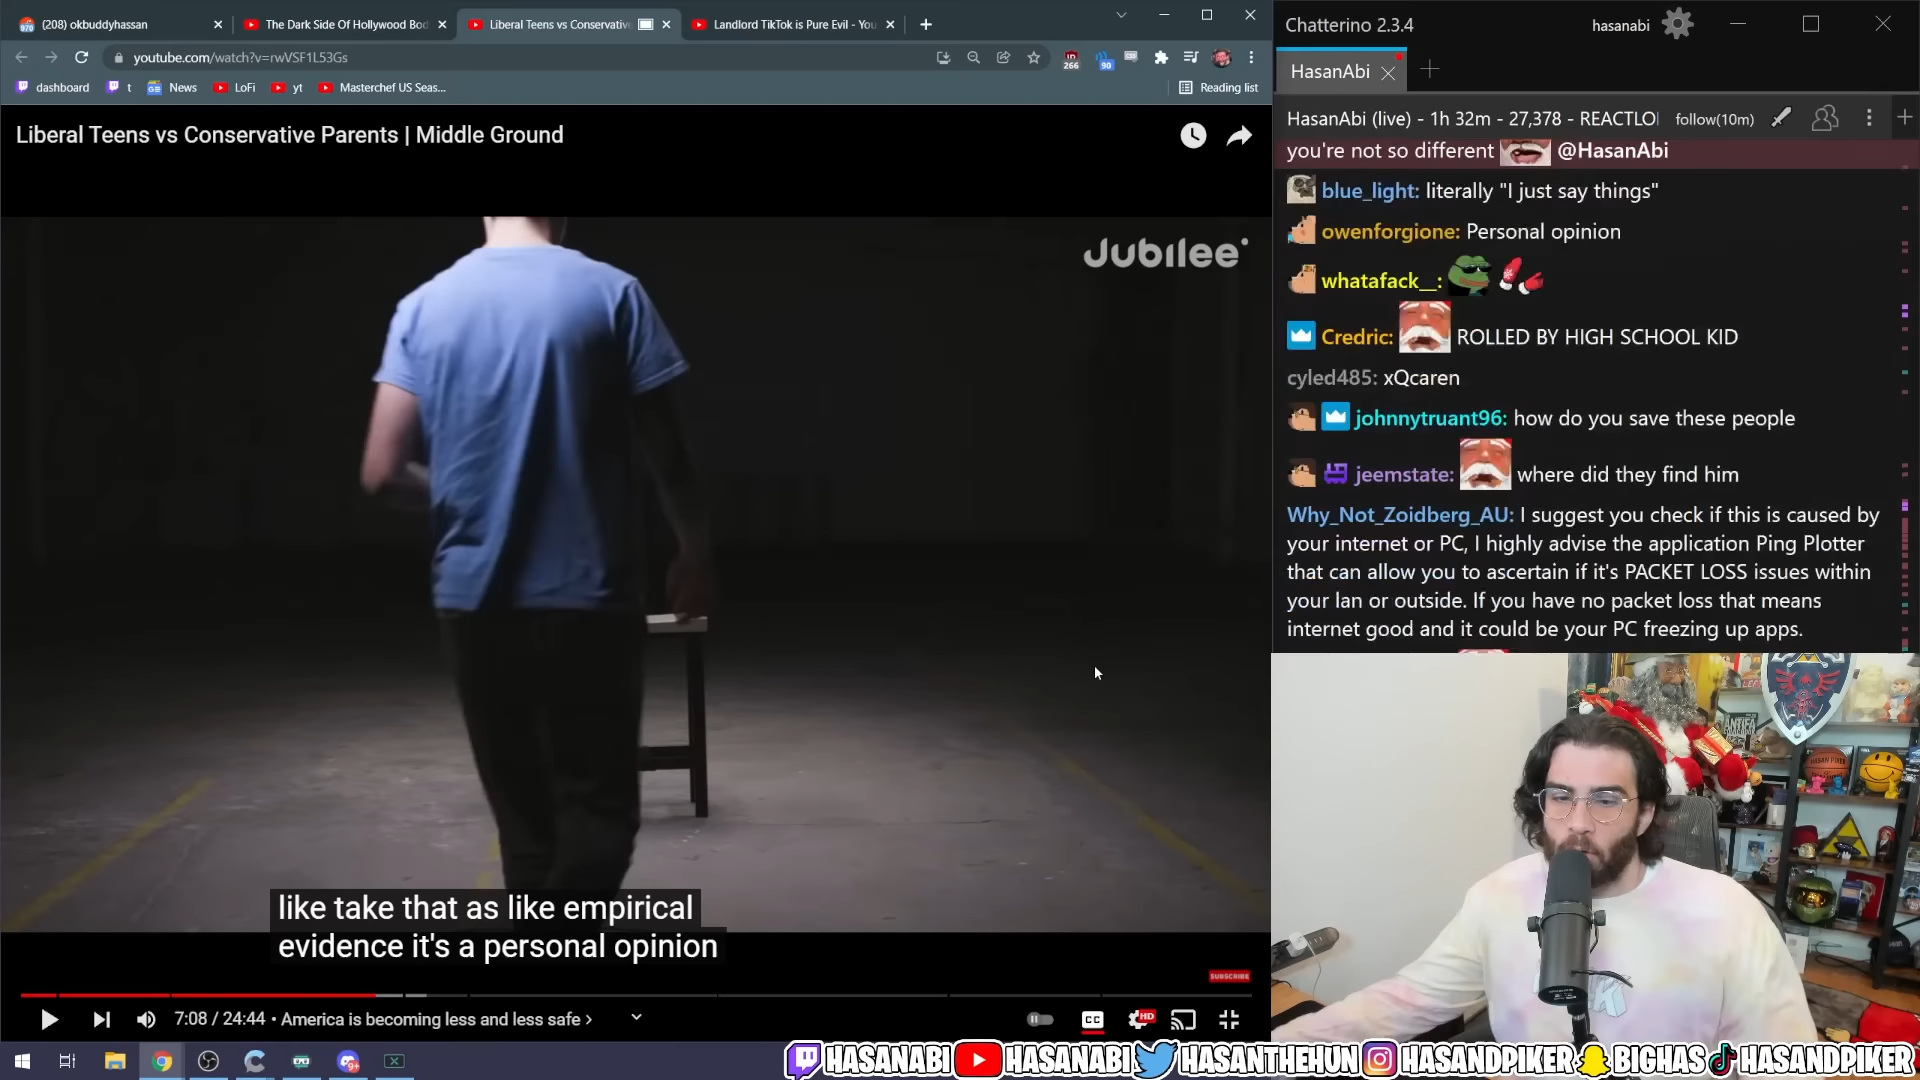 (208) okbuddyhassan
The Dark Side Of Hollywood Bod
Liberal Teens vs Conservative
Landlord TikTok is Pure Evil - You
youtube.com/watch?v=rwVSF1L53Gs
266
90
dashboard
t
News
LoFi
yt
Masterchef US Seas...
Reading list
Liberal Teens vs Conservative Parents | Middle Ground
Jubilee
like take that as like empirical
evidence it's a personal opinion
SUBSCRIBE
7:08 / 24:44 • America is becoming less and less safe ›
CC
HD
Chatterino 2.3.4
hasanabi
HasanAbi
HasanAbi (live) - 1h 32m - 27,378 - REACTLO
follow(10m)
you're not so different @HasanAbi
blue_light: literally "I just say things"
owenforgione: Personal opinion
whatafack__:
Credric: ROLLED BY HIGH SCHOOL KID
cyled485: xQcaren
johnnytruant96: how do you save these people
jeemstate: where did they find him
Why_Not_Zoidberg_AU: I suggest you check if this is caused by
your internet or PC, I highly advise the application Ping Plotter
that can allow you to ascertain if it's PACKET LOSS issues within
your lan or outside. If you have no packet loss that means
internet good and it could be your PC freezing up apps.
HASANABI HASANABI HASANTHEHUN HASANDPIKER BIGHAS HASANDPIKER